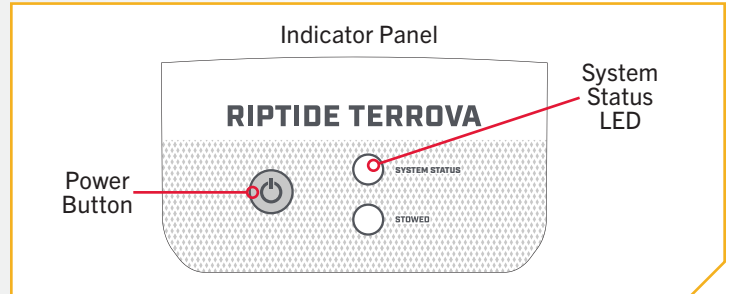 Indicator Panel
System
Status
LED
RIPTIDE TERROVA
SYSTEM STATUS
Power
Button
STOWED